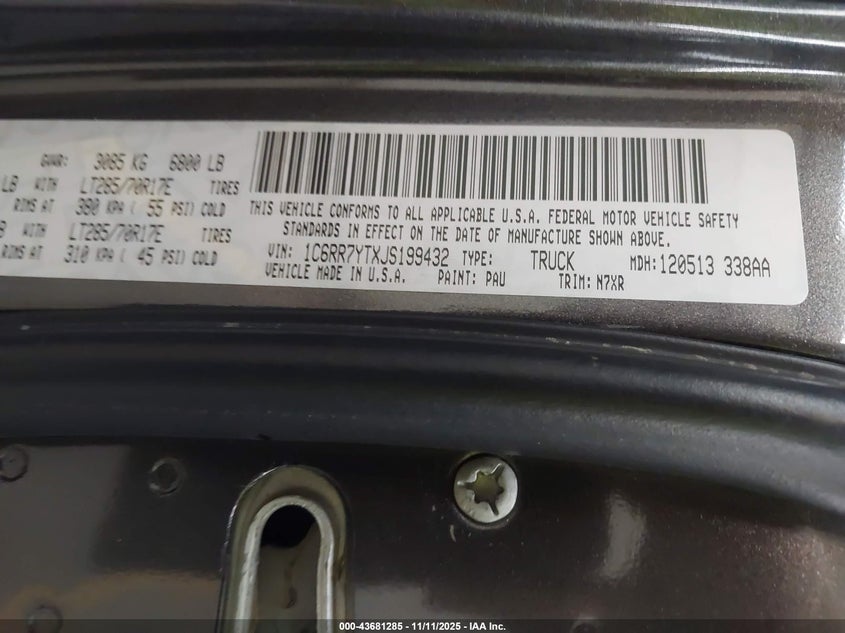 GVWR: 3085 KG 6800 LB
LB WITH LT285/70R17E TIRES
RIMS AT 380 KPA ( 55 PSI) COLD
B WITH LT285/70R17E TIRES
RIMS AT 310 KPA ( 45 PSI) COLD
THIS VEHICLE CONFORMS TO ALL APPLICABLE U.S.A. FEDERAL MOTOR VEHICLE SAFETY
STANDARDS IN EFFECT ON THE DATE OF MANUFACTURE SHOWN ABOVE.
VIN: 1C6RR7YTXJS199432 TYPE: TRUCK MDH:120513 338AA
VEHICLE MADE IN U.S.A. PAINT: PAU TRIM: N7XR
000-43681285 - 11/11/2025 - IAA Inc.